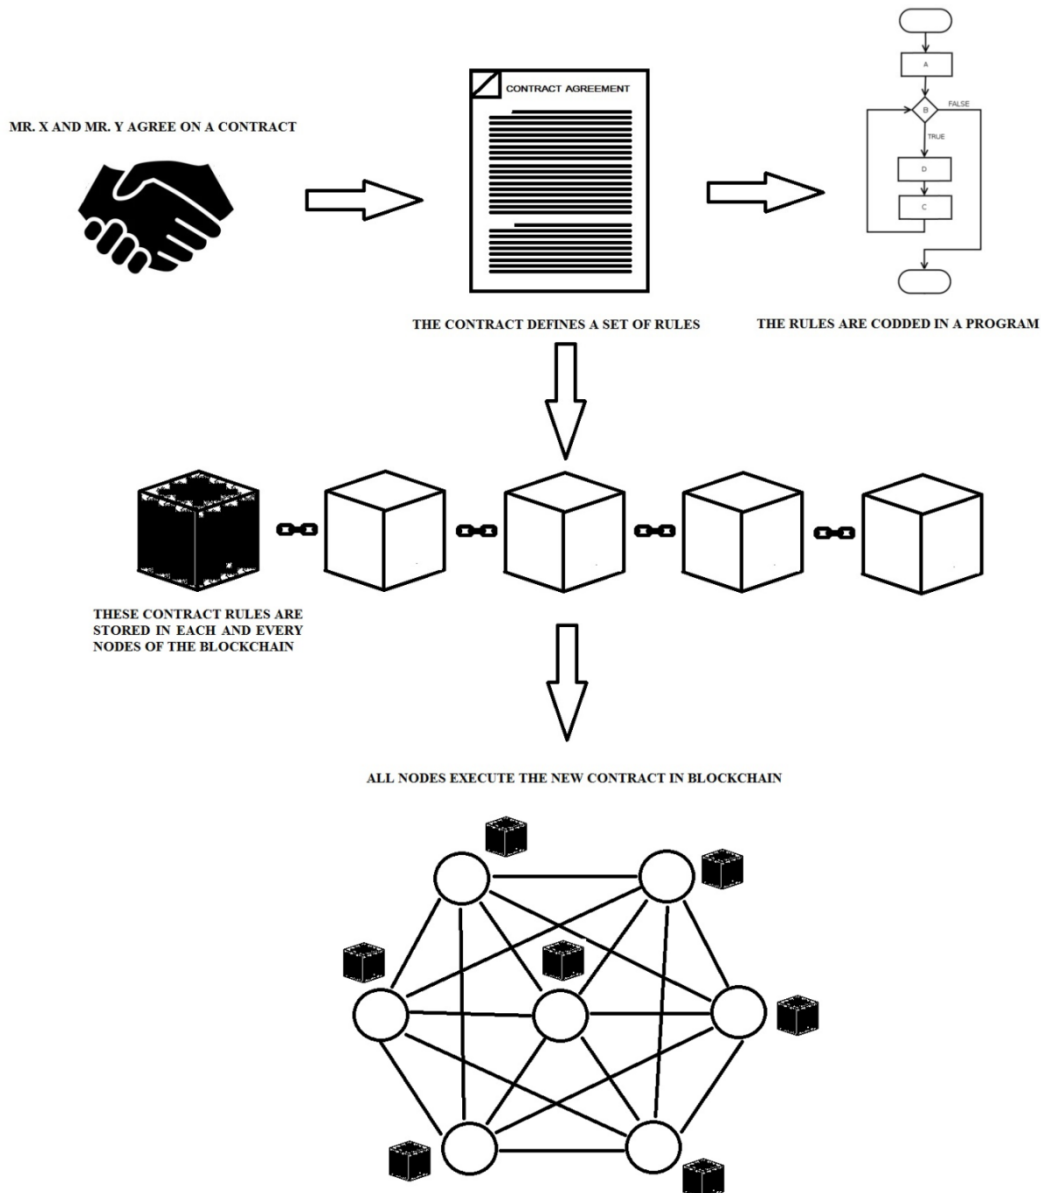 MR. X AND MR. Y AGREE ON A CONTRACT
CONTRACT AGREEMENT
A
B
FALSE
TRUE
D
C
THE CONTRACT DEFINES A SET OF RULES
THE RULES ARE CODDED IN A PROGRAM
THESE CONTRACT RULES ARE
STORED IN EACH AND EVERY
NODES OF THE BLOCKCHAIN
ALL NODES EXECUTE THE NEW CONTRACT IN BLOCKCHAIN